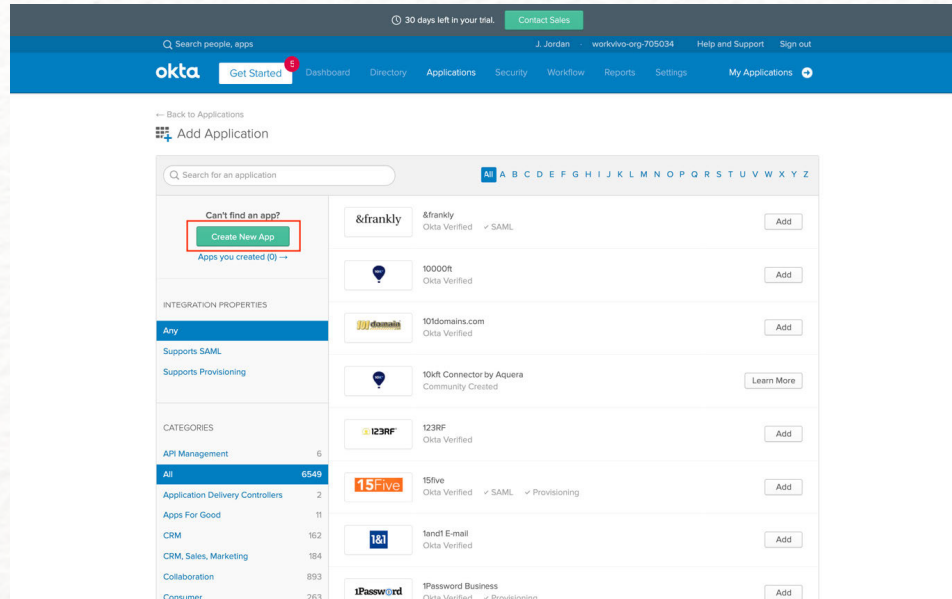 30 days left in your trial. Contact Sales
Search people, apps J. Jordan · workvivo-org-705034 Help and Support Sign out
okta Get Started 5 Dashboard Directory Applications Security Workflow Reports Settings My Applications
← Back to Applications
Add Application
Search for an application All A B C D E F G H I J K L M N O P Q R S T U V W X Y Z
Can't find an app?
Create New App
Apps you created (0) →
INTEGRATION PROPERTIES
Any
Supports SAML
Supports Provisioning
CATEGORIES
API Management 6
All 6549
Application Delivery Controllers 2
Apps For Good 11
CRM 162
CRM, Sales, Marketing 184
Collaboration 893
Consumer 263
&frankly &frankly Add
Okta Verified ✓ SAML
10000ft Add
Okta Verified
101domain 101domains.com Add
Okta Verified
10kft Connector by Aquera Learn More
Community Created
123RF 123RF Add
Okta Verified
15Five 15five Add
Okta Verified ✓ SAML ✓ Provisioning
1&1 1and1 E-mail Add
Okta Verified
1Password 1Password Business Add
Okta Verified ✓ Provisioning